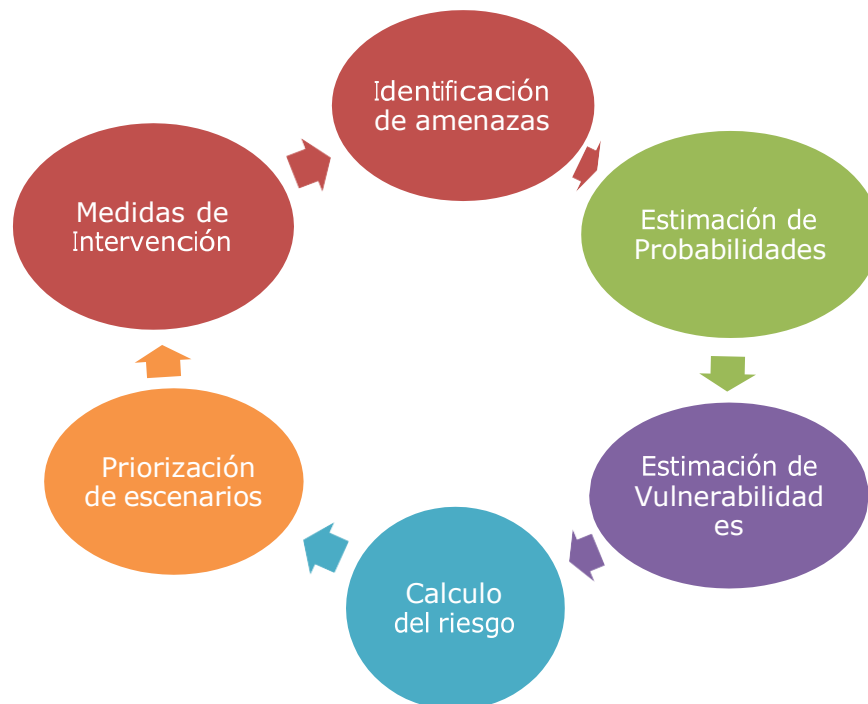 Identificación
de amenazas
Estimación de
Probabilidades
Estimación de
Vulnerabilidad
es
Calculo
del riesgo
Priorización
de escenarios
Medidas de
Intervención